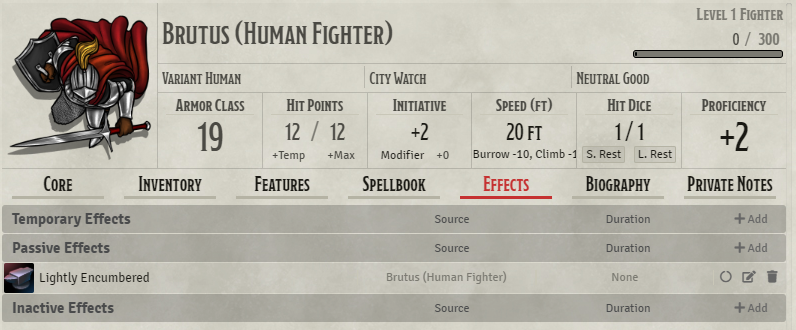 Brutus (Human Fighter)
Level 1 Fighter
0 / 300
Variant Human
City Watch
Neutral Good
Armor Class
Hit Points
Initiative
Speed (ft)
Hit Dice
Proficiency
19
12 / 12
+2
20 ft
1 / 1
+2
+Temp +Max
Modifier +0
Burrow -10, Climb -1
S. Rest L. Rest
Core Inventory Features Spellbook Effects Biography Private Notes
Temporary Effects Source Duration + Add
Passive Effects Source Duration + Add
Lightly Encumbered Brutus (Human Fighter) None
Inactive Effects Source Duration + Add